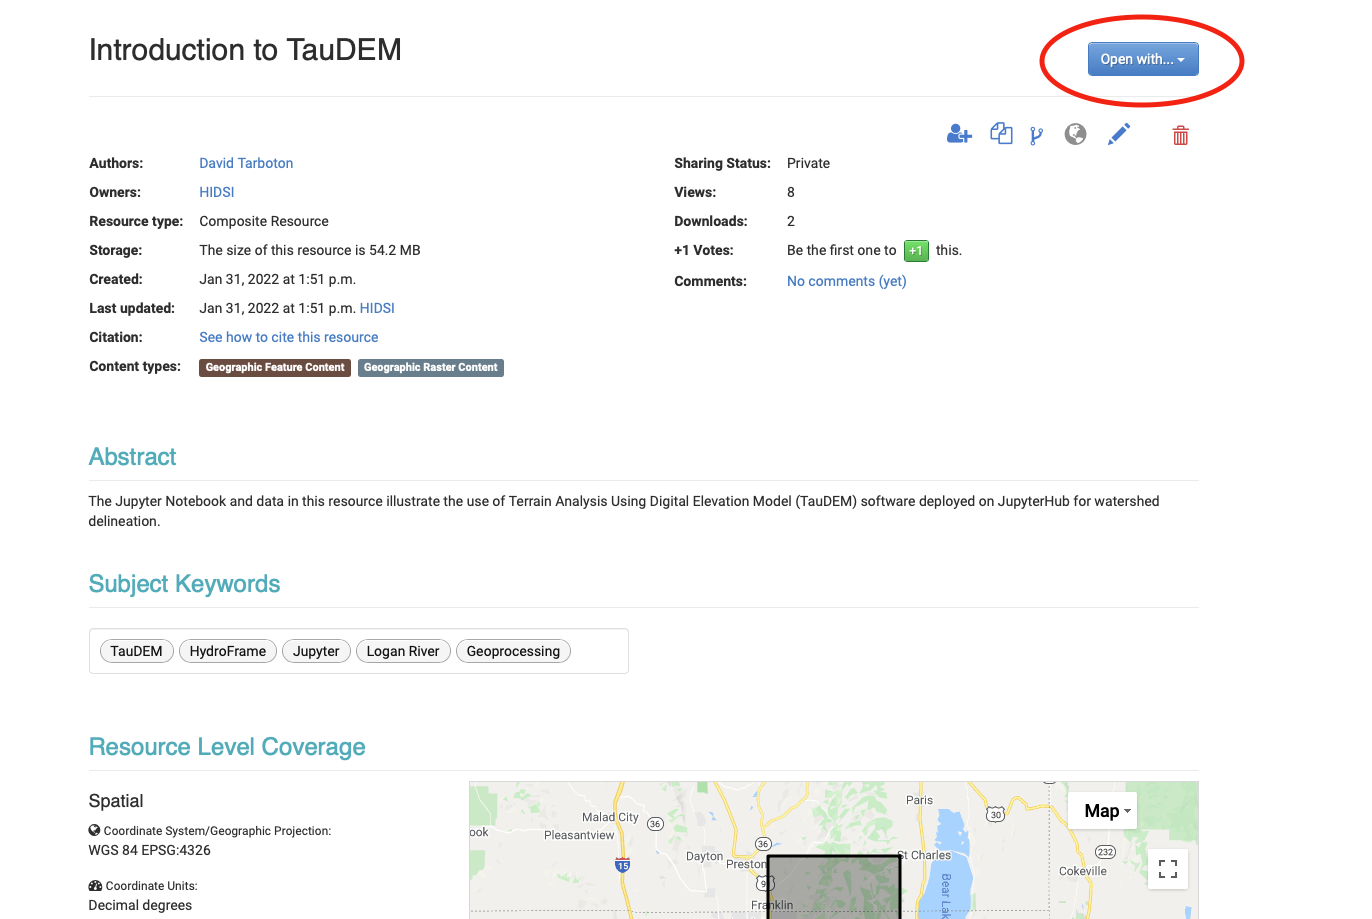 Introduction to TauDEM
Open with...
Authors: David Tarboton
Owners: HIDSI
Resource type: Composite Resource
Storage: The size of this resource is 54.2 MB
Created: Jan 31, 2022 at 1:51 p.m.
Last updated: Jan 31, 2022 at 1:51 p.m. HIDSI
Citation: See how to cite this resource
Content types: Geographic Feature Content Geographic Raster Content
Sharing Status: Private
Views: 8
Downloads: 2
+1 Votes: Be the first one to +1 this.
Comments: No comments (yet)
Abstract
The Jupyter Notebook and data in this resource illustrate the use of Terrain Analysis Using Digital Elevation Model (TauDEM) software deployed on JupyterHub for watershed
delineation.
Subject Keywords
TauDEM HydroFrame Jupyter Logan River Geoprocessing
Resource Level Coverage
Spatial
Coordinate System/Geographic Projection:
WGS 84 EPSG:4326
Coordinate Units:
Decimal degrees
Map
Paris
30
Malad City
36
Pleasantview
ook
36
232
Dayton
Preston
St Charles
15
Cokeville
Franklin
Bear